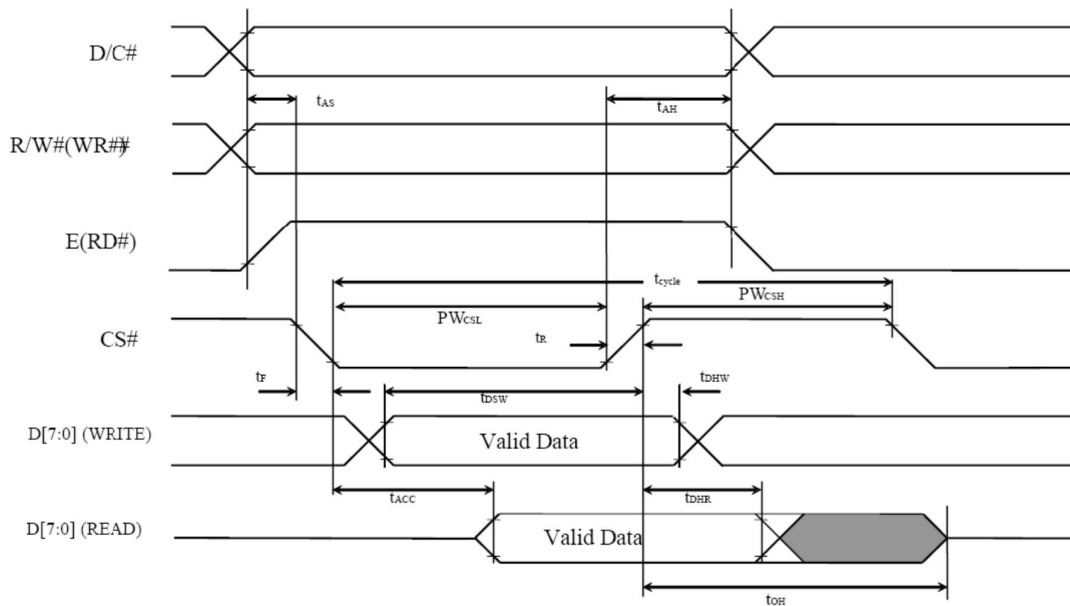 D/C#
tAS
tAH
R/W#(WR##)
E(RD#)
tcycle
PWCSL
PWCSH
CS#
tR
tF
tDSW
tDHW
D[7:0] (WRITE)
Valid Data
tACC
tDHR
D[7:0] (READ)
Valid Data
tOH